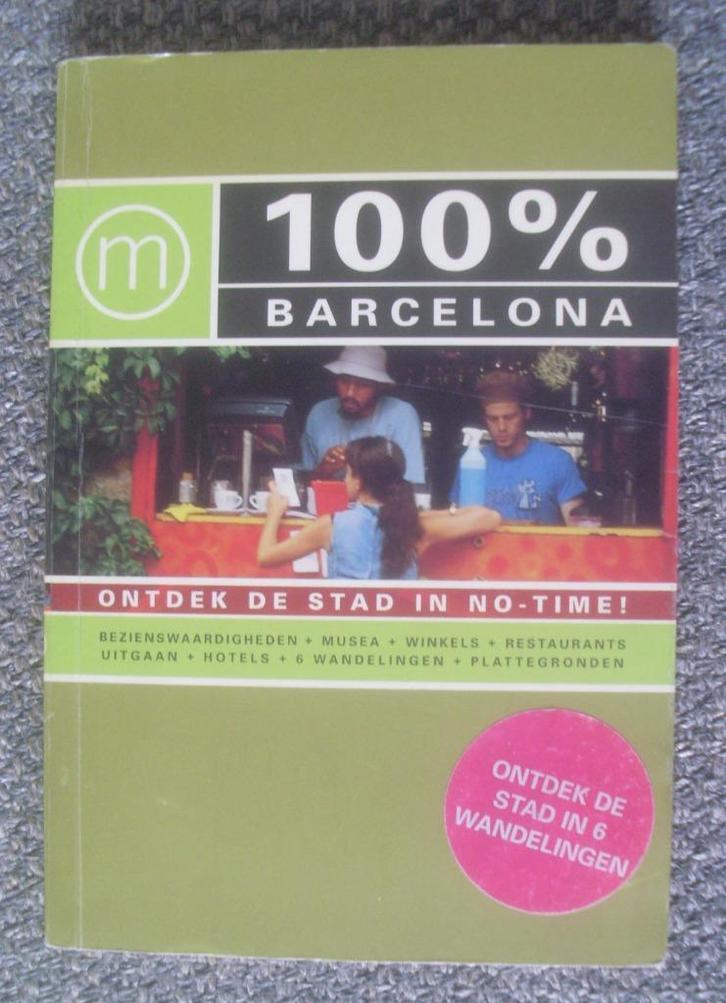 m
100%
BARCELONA
ONTDEK DE STAD IN NO-TIME!
BEZIENSWAARDIGHEDEN + MUSEA + WINKELS + RESTAURANTS
UITGAAN + HOTELS + 6 WANDELINGEN + PLATTEGRONDEN
ONTDEK DE
STAD IN 6
WANDELINGEN